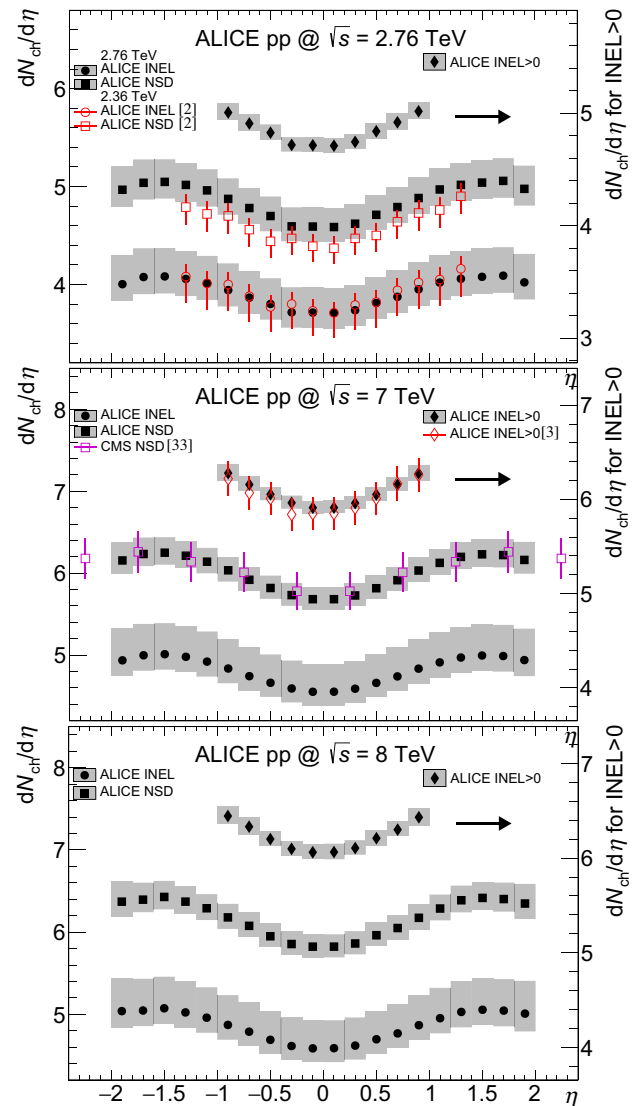 ALICE pp @ √s = 2.76 TeV
dN_ch/dη
dN_ch/dη for INEL>0
2.76 TeV
ALICE INEL
ALICE NSD
2.36 TeV
ALICE INEL [2]
ALICE NSD [2]
ALICE INEL>0
6
5
4
5
4
3
η
ALICE pp @ √s = 7 TeV
dN_ch/dη
dN_ch/dη for INEL>0
ALICE INEL
ALICE NSD
CMS NSD [33]
ALICE INEL>0
ALICE INEL>0[3]
8
7
6
5
7
6
5
4
η
ALICE pp @ √s = 8 TeV
dN_ch/dη
dN_ch/dη for INEL>0
ALICE INEL
ALICE NSD
ALICE INEL>0
8
7
6
5
7
6
5
4
−2 −1.5 −1 −0.5 0 0.5 1 1.5 2 η